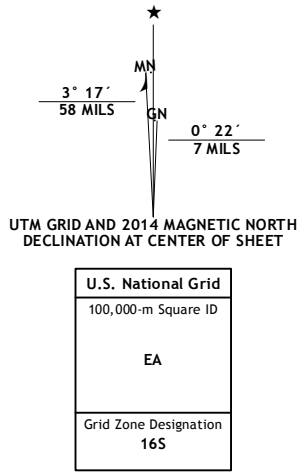 MN
3° 17´
58 MILS
GN
0° 22´
7 MILS
UTM GRID AND 2014 MAGNETIC NORTH
DECLINATION AT CENTER OF SHEET
U.S. National Grid
100,000-m Square ID
EA
Grid Zone Designation
16S